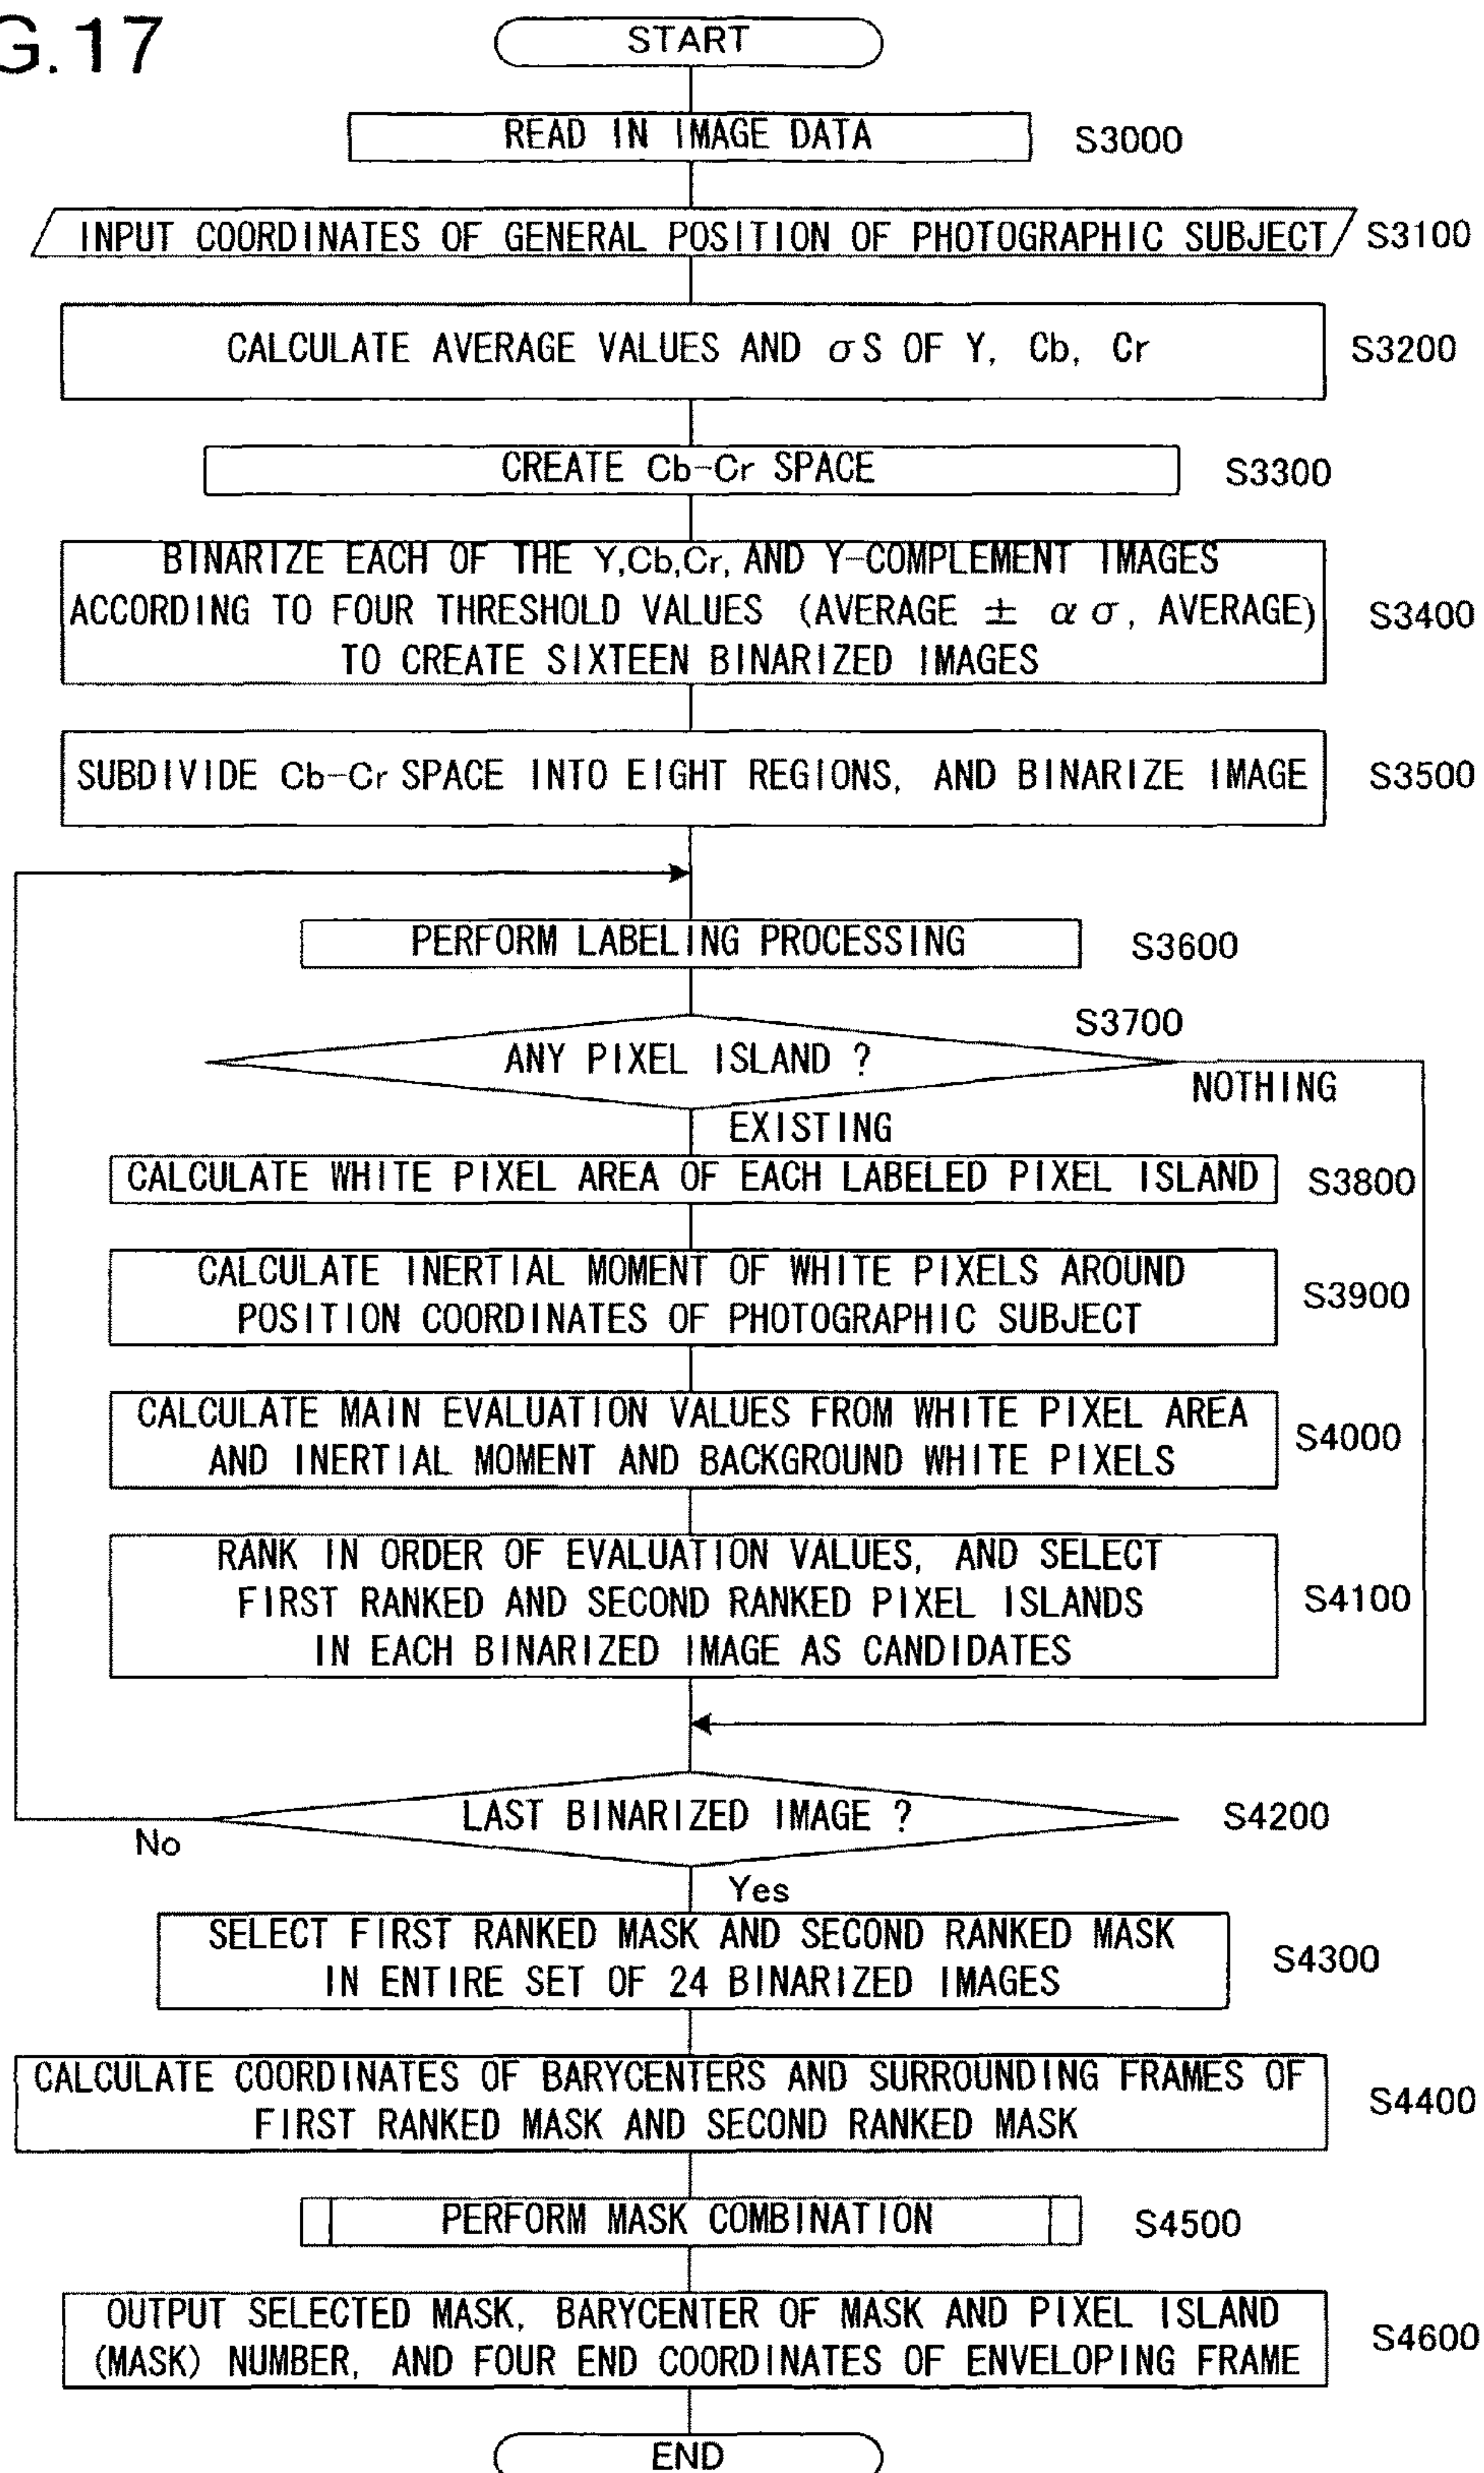 G.17
START
READ IN IMAGE DATA
S3000
INPUT COORDINATES OF GENERAL POSITION OF PHOTOGRAPHIC SUBJECT
S3100
CALCULATE AVERAGE VALUES AND σS OF Y, Cb, Cr
S3200
CREATE Cb-Cr SPACE
S3300
BINARIZE EACH OF THE Y,Cb,Cr, AND Y-COMPLEMENT IMAGES
ACCORDING TO FOUR THRESHOLD VALUES (AVERAGE ± α σ, AVERAGE)
TO CREATE SIXTEEN BINARIZED IMAGES
S3400
SUBDIVIDE Cb-Cr SPACE INTO EIGHT REGIONS, AND BINARIZE IMAGE
S3500
PERFORM LABELING PROCESSING
S3600
S3700
ANY PIXEL ISLAND ?
NOTHING
EXISTING
CALCULATE WHITE PIXEL AREA OF EACH LABELED PIXEL ISLAND
S3800
CALCULATE INERTIAL MOMENT OF WHITE PIXELS AROUND
POSITION COORDINATES OF PHOTOGRAPHIC SUBJECT
S3900
CALCULATE MAIN EVALUATION VALUES FROM WHITE PIXEL AREA
AND INERTIAL MOMENT AND BACKGROUND WHITE PIXELS
S4000
RANK IN ORDER OF EVALUATION VALUES, AND SELECT
FIRST RANKED AND SECOND RANKED PIXEL ISLANDS
IN EACH BINARIZED IMAGE AS CANDIDATES
S4100
LAST BINARIZED IMAGE ?
S4200
No
Yes
SELECT FIRST RANKED MASK AND SECOND RANKED MASK
IN ENTIRE SET OF 24 BINARIZED IMAGES
S4300
CALCULATE COORDINATES OF BARYCENTERS AND SURROUNDING FRAMES OF
FIRST RANKED MASK AND SECOND RANKED MASK
S4400
PERFORM MASK COMBINATION
S4500
OUTPUT SELECTED MASK, BARYCENTER OF MASK AND PIXEL ISLAND
(MASK) NUMBER, AND FOUR END COORDINATES OF ENVELOPING FRAME
S4600
END